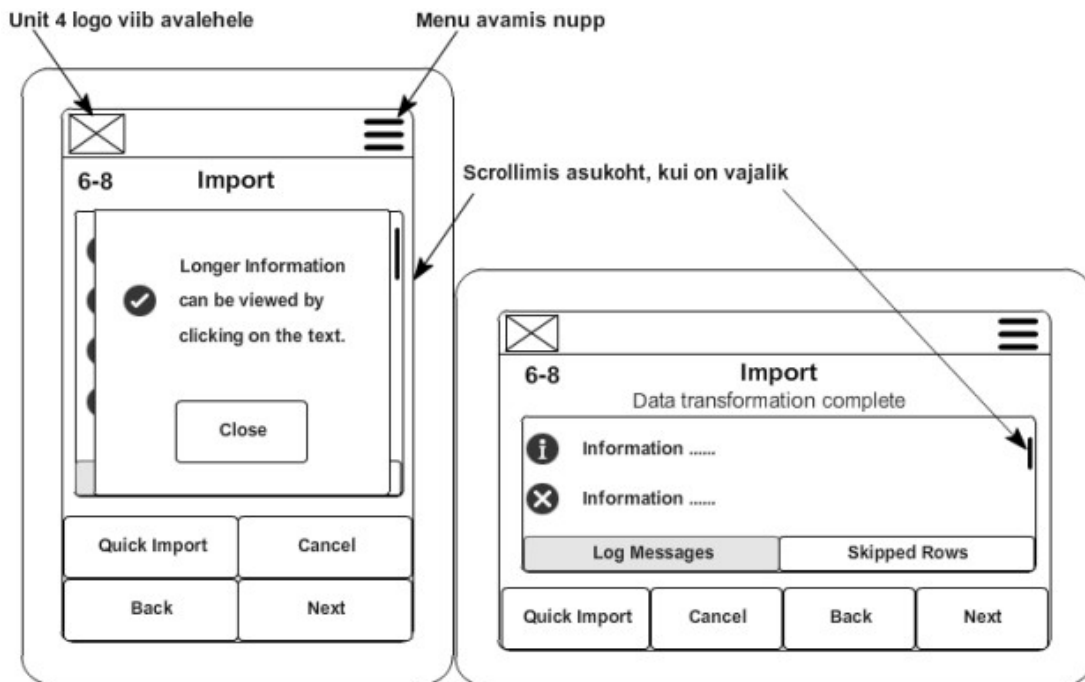 Unit 4 logo viib avalehele
Menu avamis nupp
Scrollimis asukoht, kui on vajalik
6-8 Import
Longer Information
can be viewed by
clicking on the text.
Close
Quick Import Cancel
Back Next
6-8 Import
Data transformation complete
Information ......
Information ......
Log Messages Skipped Rows
Quick Import Cancel Back Next